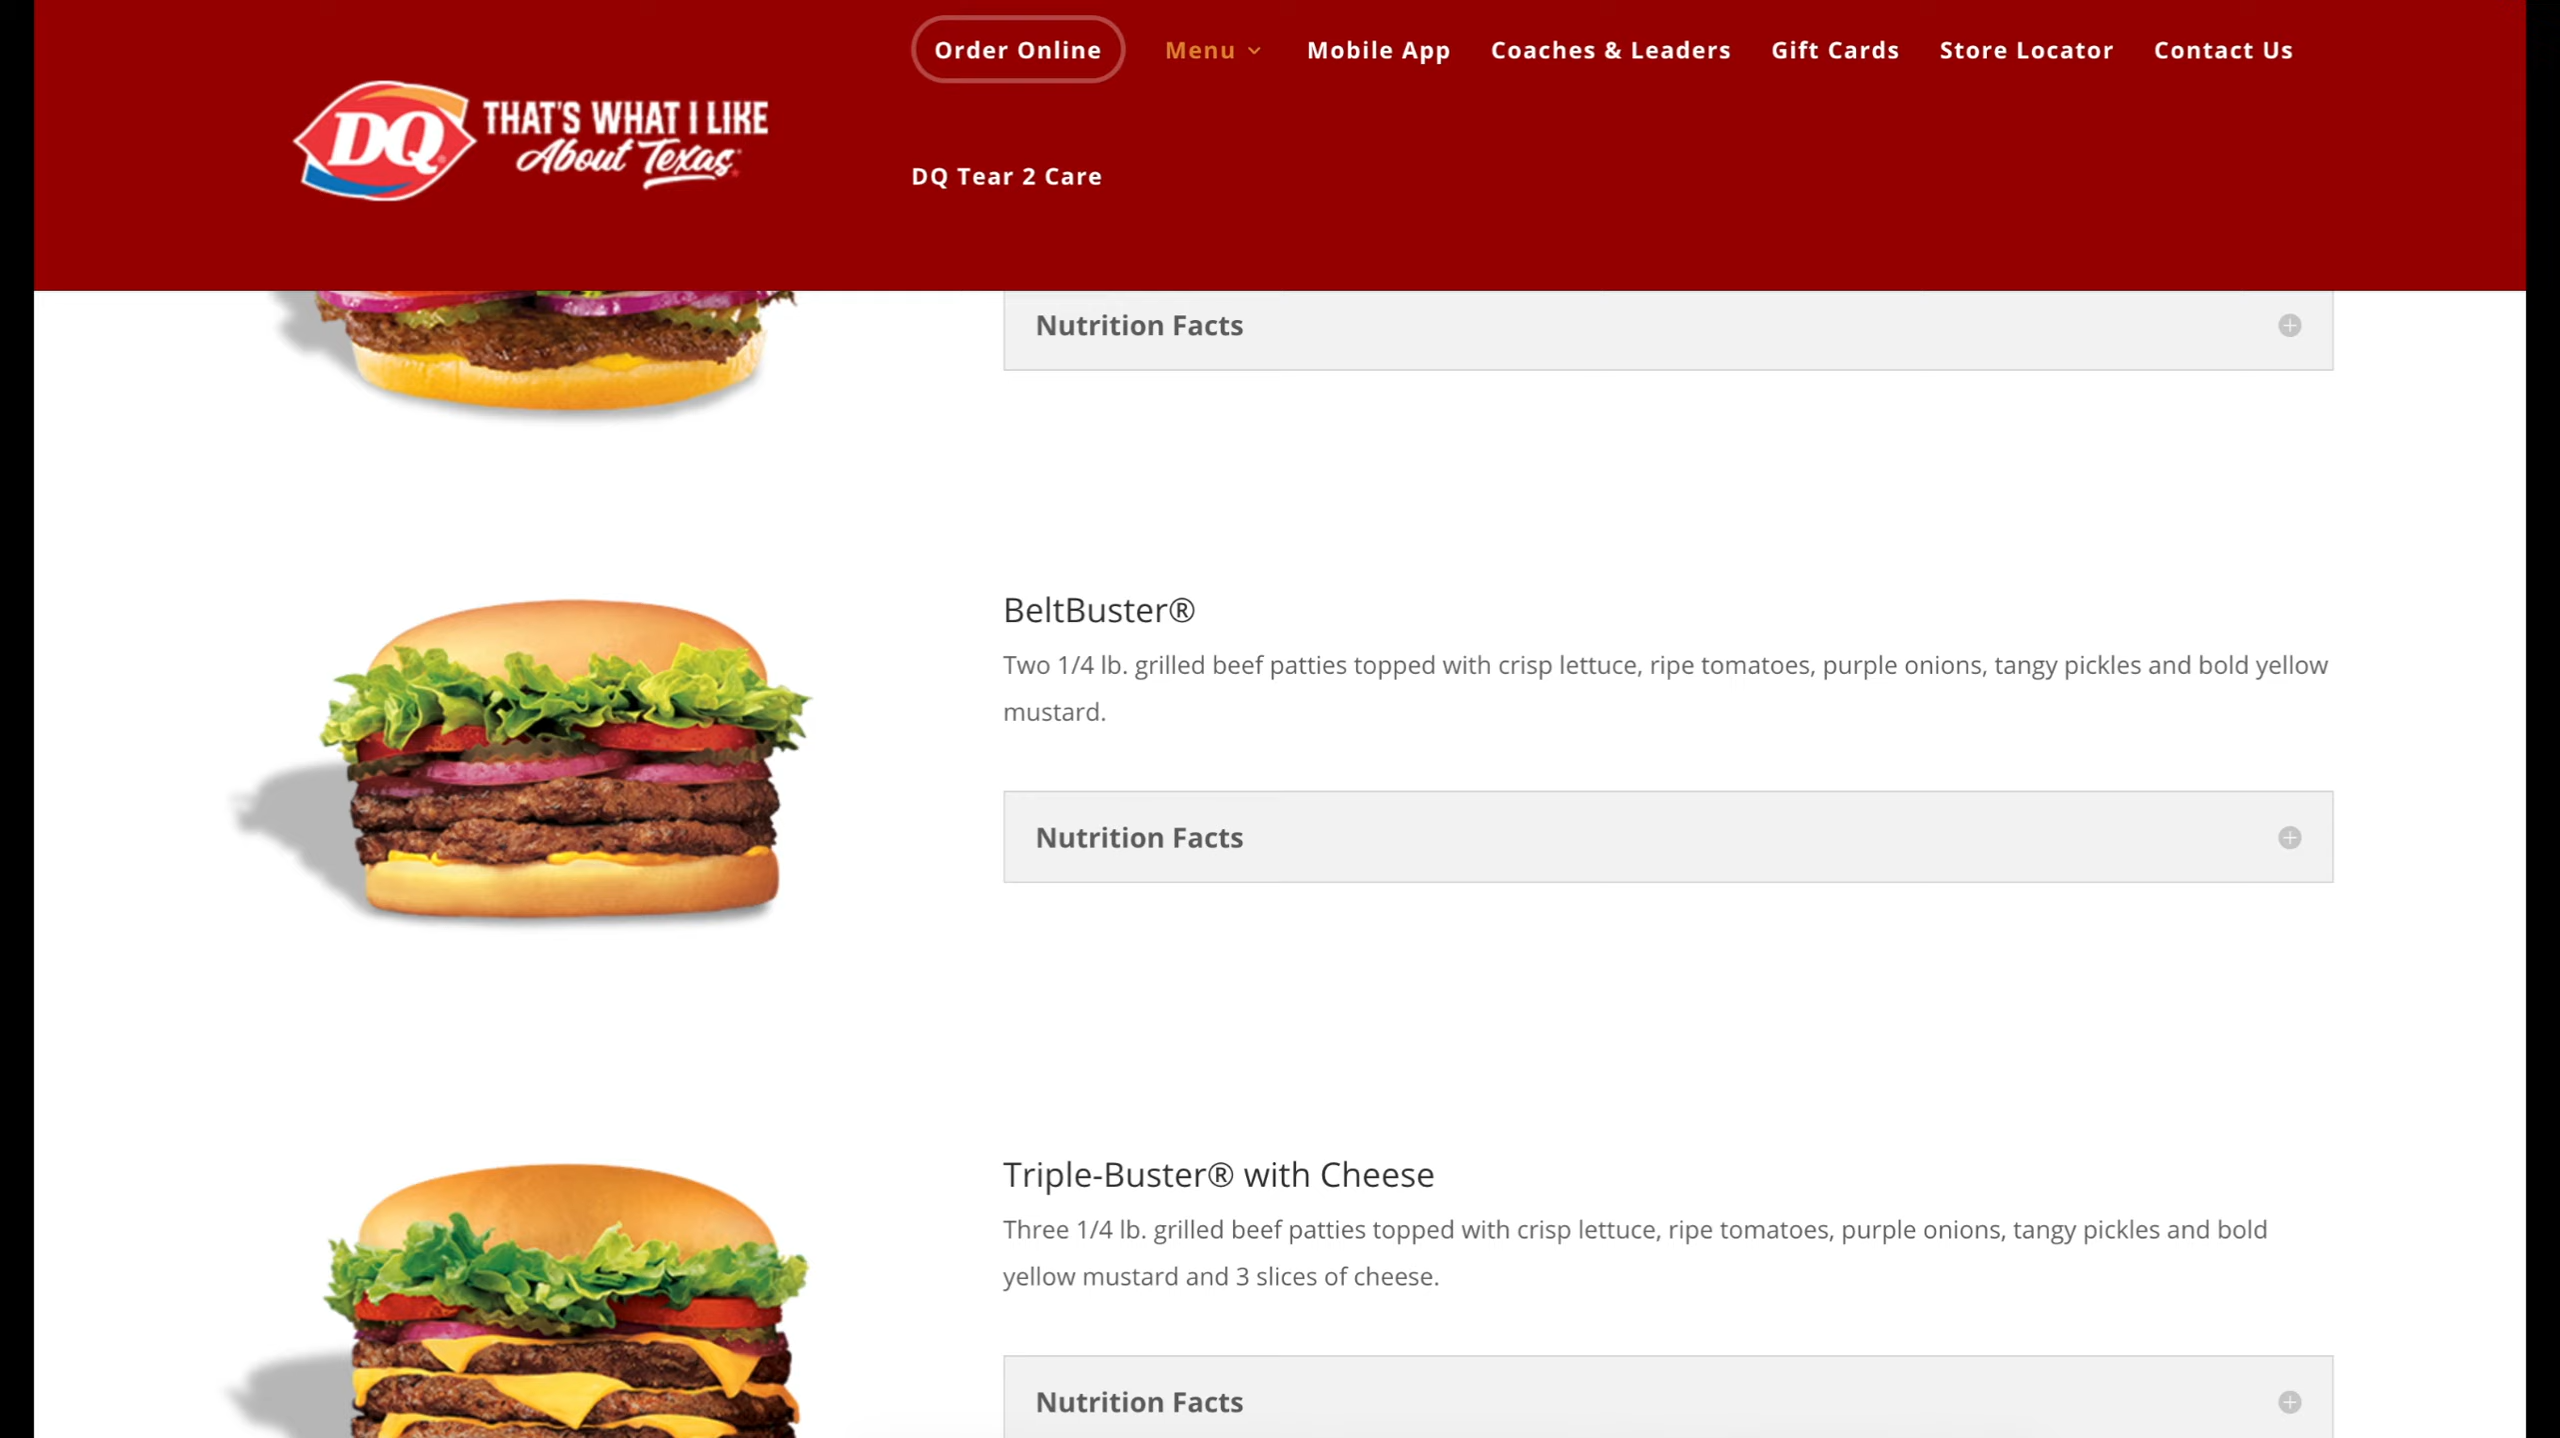 Order Online
Menu
Mobile App
Coaches & Leaders
Gift Cards
Store Locator
Contact Us
DQ® THAT'S WHAT I LIKE
About Texas®
DQ Tear 2 Care
Nutrition Facts
BeltBuster®
Two 1/4 lb. grilled beef patties topped with crisp lettuce, ripe tomatoes, purple onions, tangy pickles and bold yellow
mustard.
Nutrition Facts
Triple-Buster® with Cheese
Three 1/4 lb. grilled beef patties topped with crisp lettuce, ripe tomatoes, purple onions, tangy pickles and bold
yellow mustard and 3 slices of cheese.
Nutrition Facts